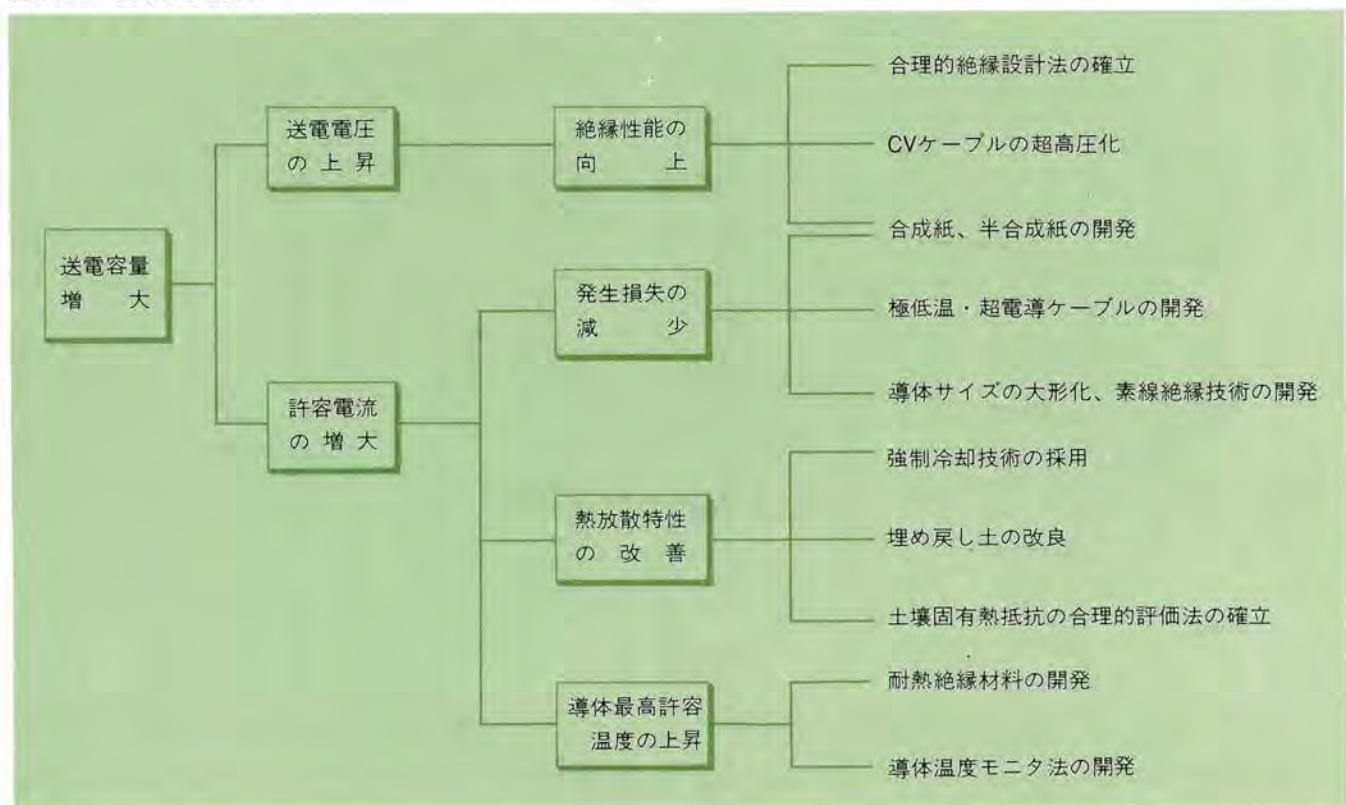 送電容量
増大
送電電圧
の上昇
許容電流
の増大
絶縁性能の
向上
発生損失の
減少
熱放散特性
の改善
導体最高許容
温度の上昇
合理的絶縁設計法の確立
CVケーブルの超高圧化
合成紙、半合成紙の開発
極低温・超電導ケーブルの開発
導体サイズの大形化、素線絶縁技術の開発
強制冷却技術の採用
埋め戻し土の改良
土壌固有熱抵抗の合理的評価法の確立
耐熱絶縁材料の開発
導体温度モニタ法の開発